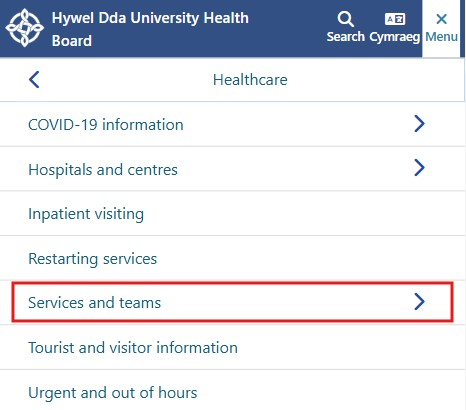 Hywel Dda University Health
Board
Search Cymraeg Menu
Healthcare
COVID-19 information
Hospitals and centres
Inpatient visiting
Restarting services
Services and teams
Tourist and visitor information
Urgent and out of hours